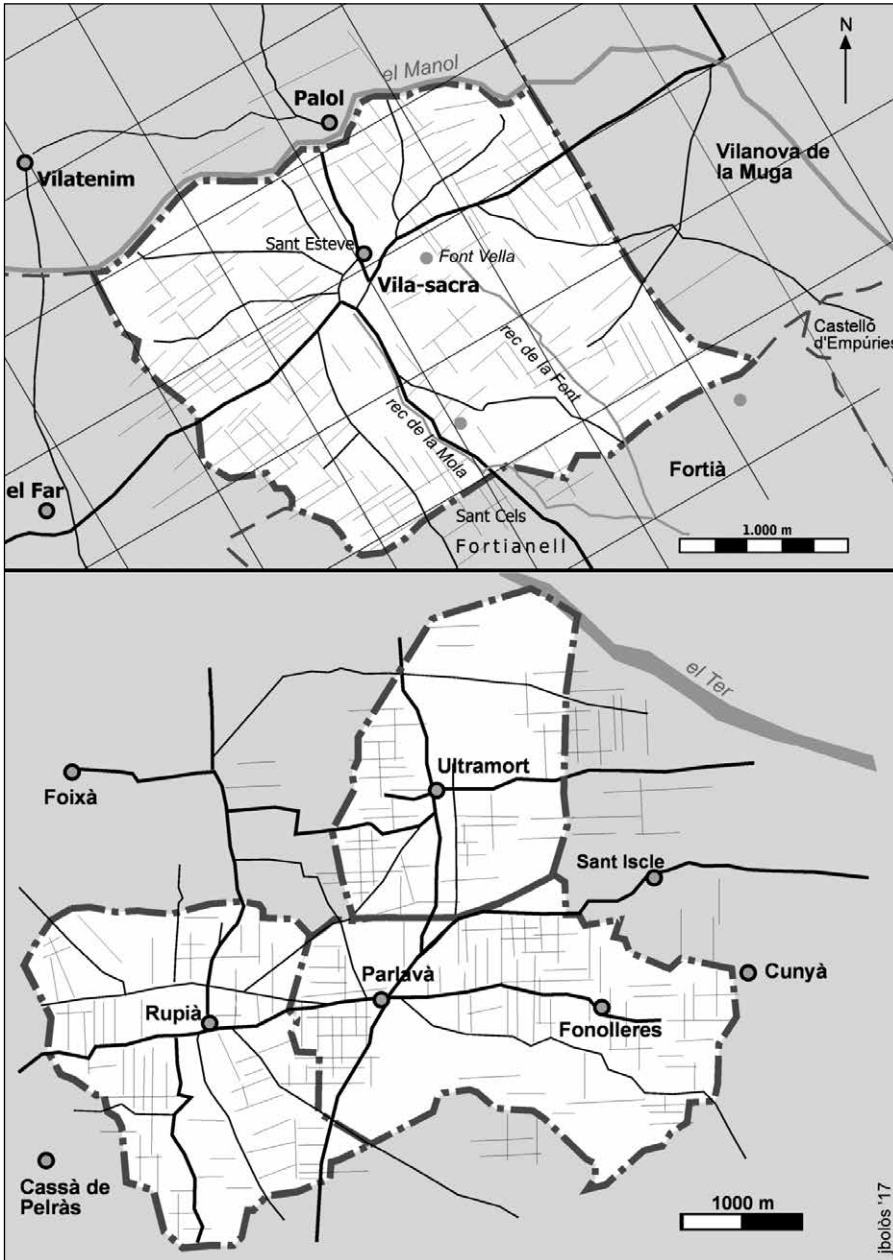 N
el Manol
Palol
Vilatenim
Vilanova de
la Muga
Sant Esteve
Font Vella
Vila-sacra
rec de la Font
Castelló
d'Empúries
rec de la Mola
el Far
Fortià
Sant Cels
Fortianell
1.000 m
el Ter
Ultramort
Foixà
Sant Iscle
Parlavà
Cunyà
Rupià
Fonolleres
Cassà de
Pelràs
1000 m
bolòs '17